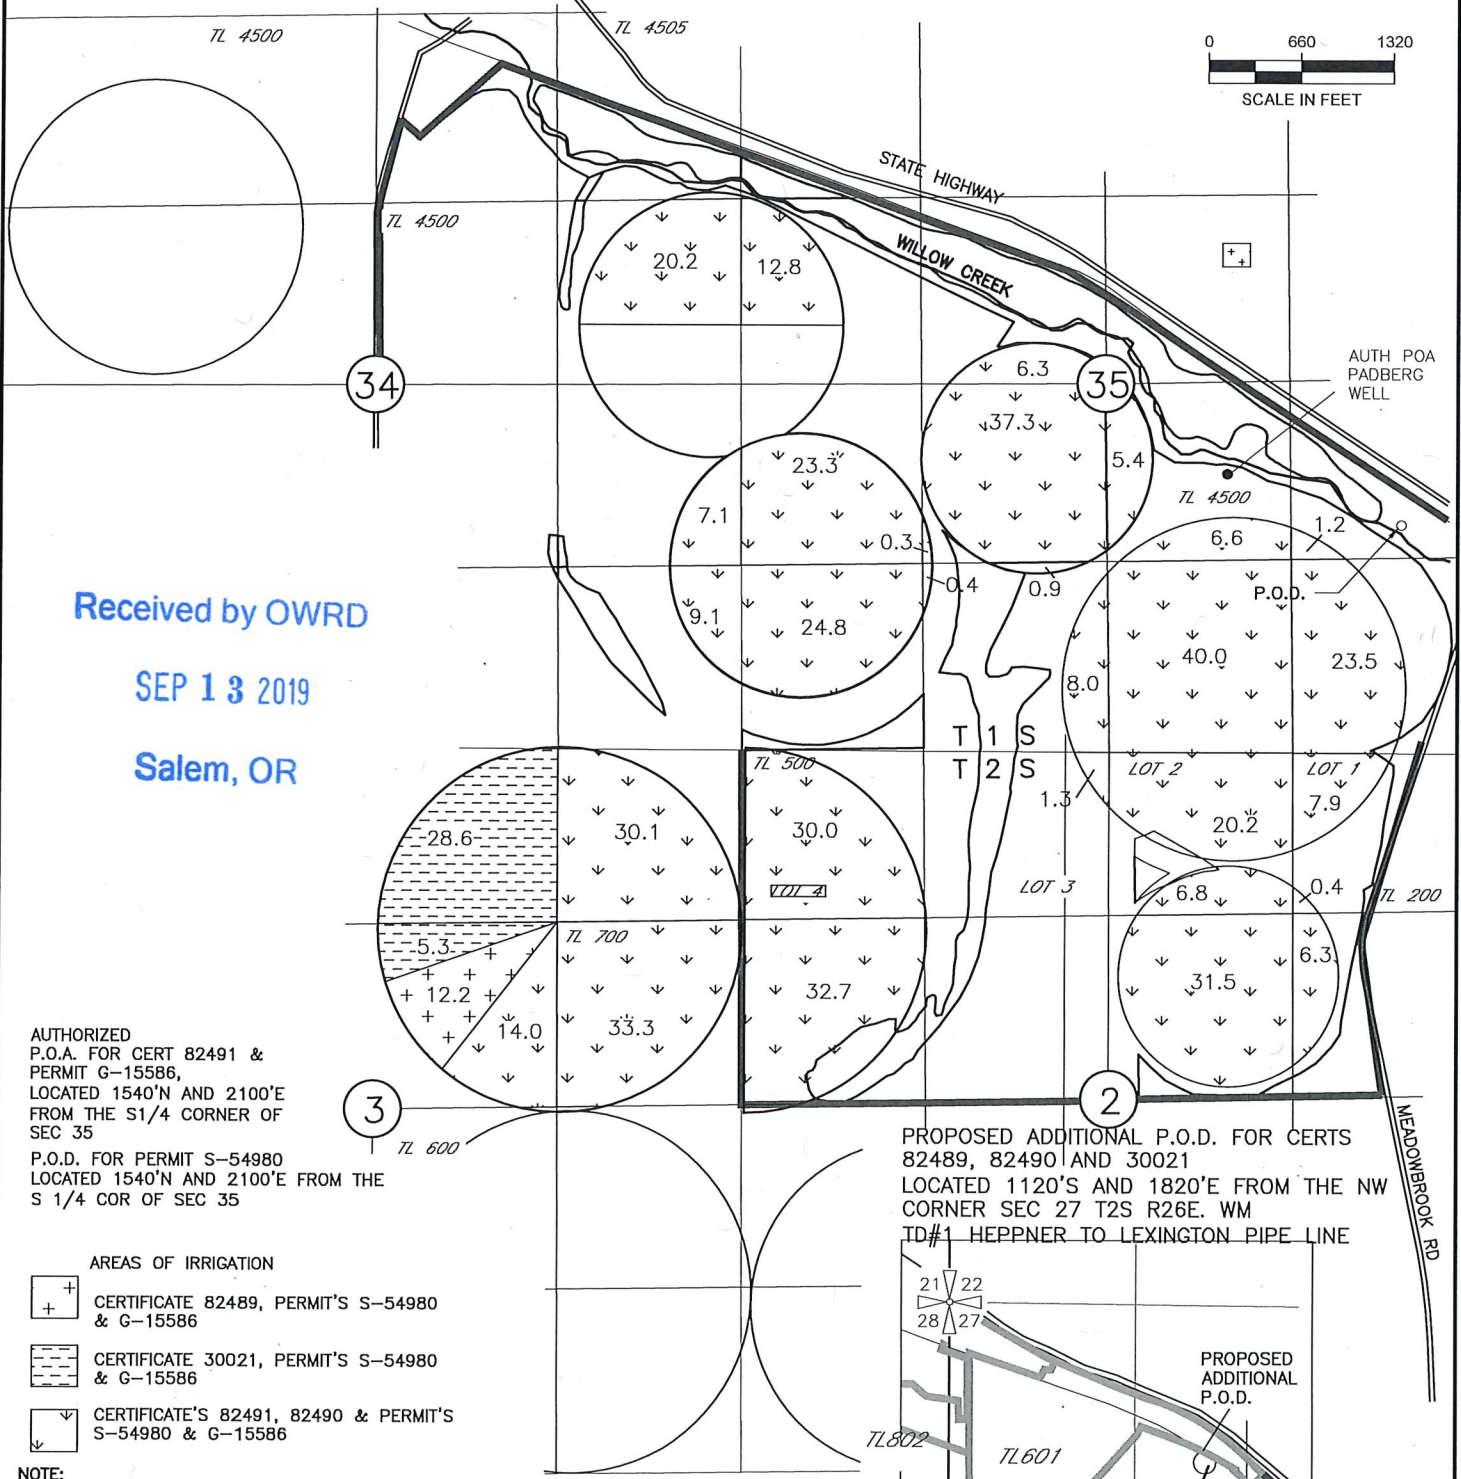 TL 4500
TL 4505
0 660 1320
SCALE IN FEET
STATE HIGHWAY
TL 4500
WILLOW CREEK
20.2
12.8
AUTH POA
PADBERG
WELL
34
35
6.3
37.3
5.4
23.3
7.1
0.3
0.4
0.9
9.1
24.8
TL 4500
6.6
1.2
P.O.D.
40.0
23.5
8.0
Received by OWRD
SEP 13 2019
Salem, OR
T 1 S
T 2 S
TL 500
LOT 2
LOT 1
1.3
7.9
20.2
28.6
30.1
30.0
LOT 4
LOT 3
6.8
0.4
TL 200
5.3
TL 700
6.3
12.2
14.0
33.3
32.7
31.5
AUTHORIZED
P.O.A. FOR CERT 82491 &
PERMIT G-15586,
LOCATED 1540'N AND 2100'E
FROM THE S1/4 CORNER OF
SEC 35
P.O.D. FOR PERMIT S-54980
LOCATED 1540'N AND 2100'E FROM THE
S 1/4 COR OF SEC 35
3
2
TL 600
MEADOWBROOK RD
PROPOSED ADDITIONAL P.O.D. FOR CERTS
82489, 82490 AND 30021
LOCATED 1120'S AND 1820'E FROM THE NW
CORNER SEC 27 T2S R26E. WM
TD#1 HEPPNER TO LEXINGTON PIPE LINE
21 22
28 27
PROPOSED
ADDITIONAL
P.O.D.
TL802
TL601
AREAS OF IRRIGATION
CERTIFICATE 82489, PERMIT'S S-54980
& G-15586
CERTIFICATE 30021, PERMIT'S S-54980
& G-15586
CERTIFICATE'S 82491, 82490 & PERMIT'S
S-54980 & G-15586
NOTE: